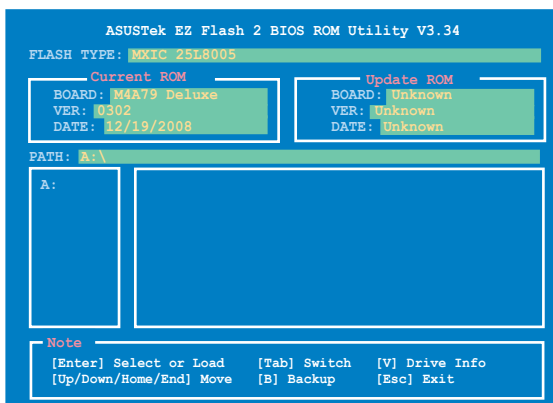 ASUSTek EZ Flash 2 BIOS ROM Utility V3.34
FLASH TYPE: MXIC 25L8005
Current ROM
BOARD: M4A79 Deluxe
VER: 0302
DATE: 12/19/2008
Update ROM
BOARD: Unknown
VER: Unknown
DATE: Unknown
PATH: A:\
A:
Note
[Enter] Select or Load [Tab] Switch [V] Drive Info
[Up/Down/Home/End] Move [B] Backup [Esc] Exit